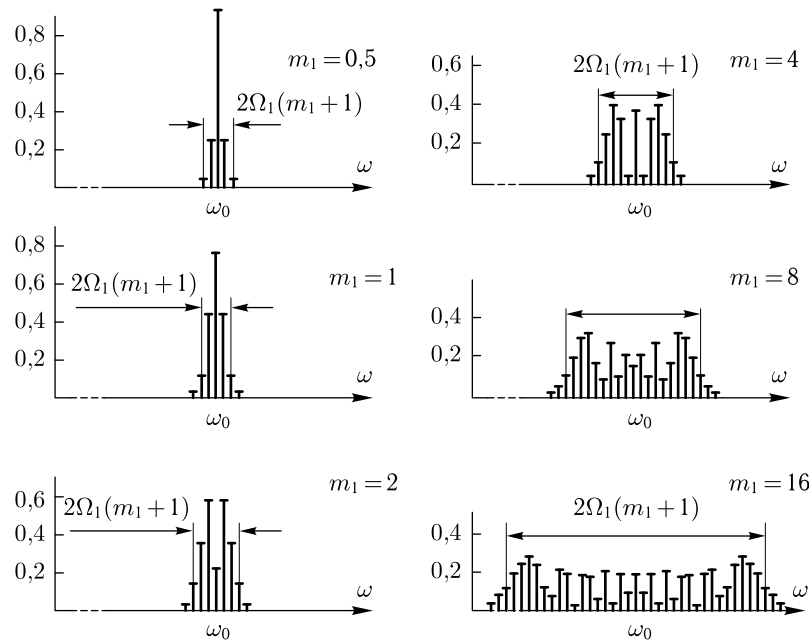 0,8
0,6
0,4
0,2
m₁ = 0,5
2Ω₁(m₁+1)
ω
ω₀
0,6
0,4
0,2
m₁ = 4
2Ω₁(m₁+1)
ω
ω₀
0,8
0,6
0,4
0,2
m₁ = 1
2Ω₁(m₁+1)
ω
ω₀
0,4
0,2
m₁ = 8
ω
ω₀
0,6
0,4
0,2
m₁ = 2
2Ω₁(m₁+1)
ω
ω₀
0,4
0,2
m₁ = 16
2Ω₁(m₁+1)
ω
ω₀